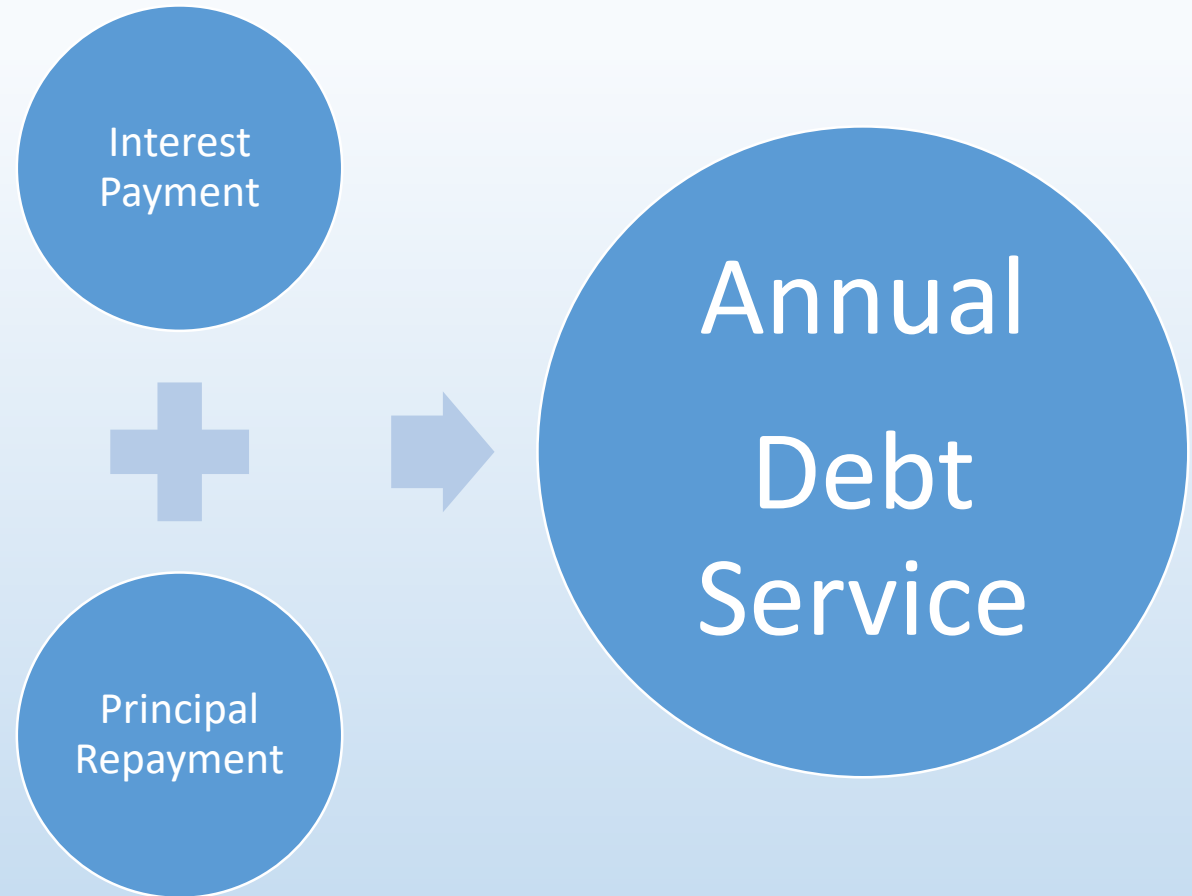 Interest
Payment
Principal
Repayment
Annual
Debt
Service